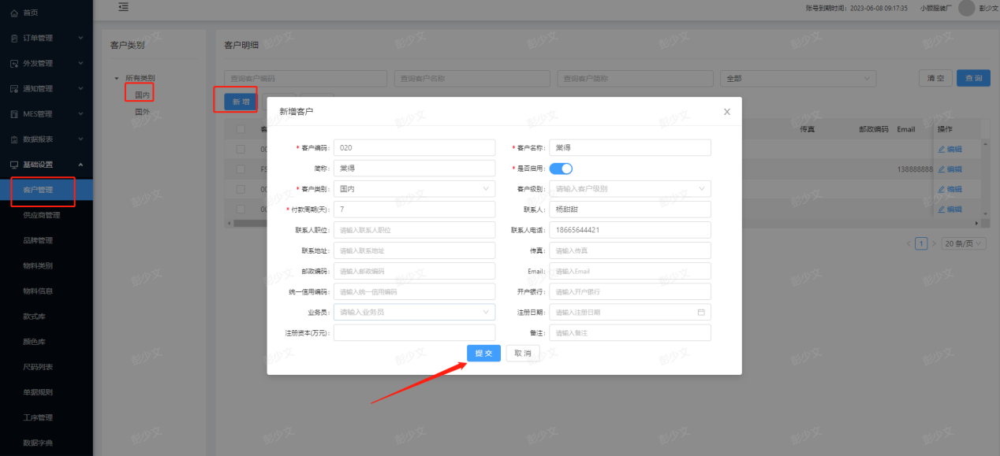 账号到期时间: 2023-06-08 09:17:35 小顾服装厂 彭少文
首页
订单管理
外发管理
通知管理
MES管理
数据报表
基础设置
客户管理
供应商管理
品牌管理
物料类别
物料信息
款式库
颜色库
尺码列表
单据规则
工序管理
数据字典
客户类别
所有类别
国内
国外
客户明细
查询客户编码 查询客户名称 查询客户简称 全部 清 空 查 询
新 增
传真 邮政编码 Email 操作
编辑
138888888 编辑
编辑
编辑
1 20 条/页
新增客户
* 客户编码: 020 * 客户名称: 棠得
简称: 棠得 * 是否启用:
* 客户类别: 国内 客户级别: 请输入客户级别
* 付款周期(天): 7 联系人: 杨甜甜
联系人职位: 请输入联系人职位 联系人电话: 18665644421
联系地址: 请输入联系地址 传真: 请输入传真
邮政编码: 请输入邮政编码 Email: 请输入Email
统一信用编码: 请输入统一信用编码 开户银行: 请输入开户银行
业务员: 请输入业务员 注册日期: 请输入注册日期
注册资本(万元): 备注: 请输入备注
提 交 取 消